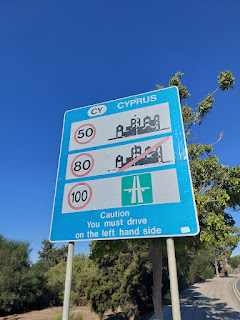 CY CYPRUS
50
80
100
Caution
You must drive
on the left hand side